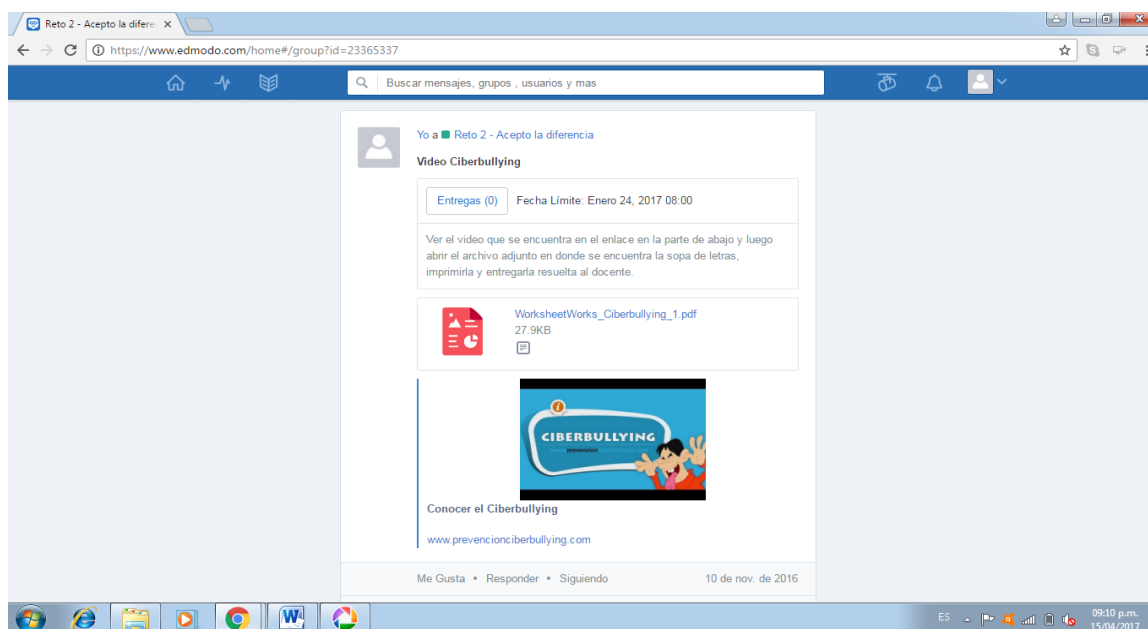 Reto 2 - Acepto la difere
https://www.edmodo.com/home#/group?id=23365337
Buscar mensajes, grupos , usuarios y mas
Yo a Reto 2 - Acepto la diferencia
Video Ciberbullying
Entregas (0) Fecha Límite: Enero 24, 2017 08:00
Ver el video que se encuentra en el enlace en la parte de abajo y luego
abrir el archivo adjunto en donde se encuentra la sopa de letras,
imprimirla y entregarla resuelta al docente.
WorksheetWorks_Ciberbullying_1.pdf
27.9KB
CIBERBULLYING
Conocer el Ciberbullying
www.prevencionciberbullying.com
Me Gusta • Responder • Siguiendo 10 de nov. de 2016
ES 09:10 p.m.
15/04/2017